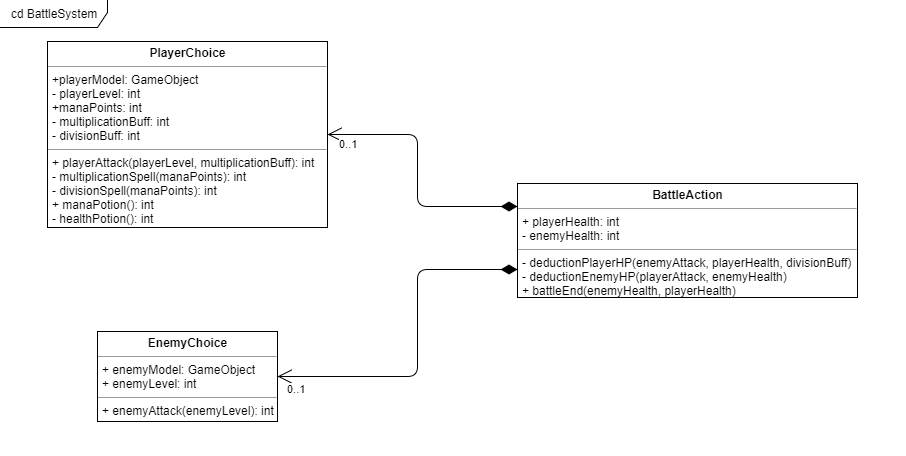 cd BattleSystem
PlayerChoice
+playerModel: GameObject
- playerLevel: int
+manaPoints: int
- multiplicationBuff: int
- divisionBuff: int
+ playerAttack(playerLevel, multiplicationBuff): int
- multiplicationSpell(manaPoints): int
- divisionSpell(manaPoints): int
+ manaPotion(): int
- healthPotion(): int
0..1
BattleAction
+ playerHealth: int
- enemyHealth: int
- deductionPlayerHP(enemyAttack, playerHealth, divisionBuff)
- deductionEnemyHP(playerAttack, enemyHealth)
+ battleEnd(enemyHealth, playerHealth)
EnemyChoice
+ enemyModel: GameObject
+ enemyLevel: int
+ enemyAttack(enemyLevel): int
0..1